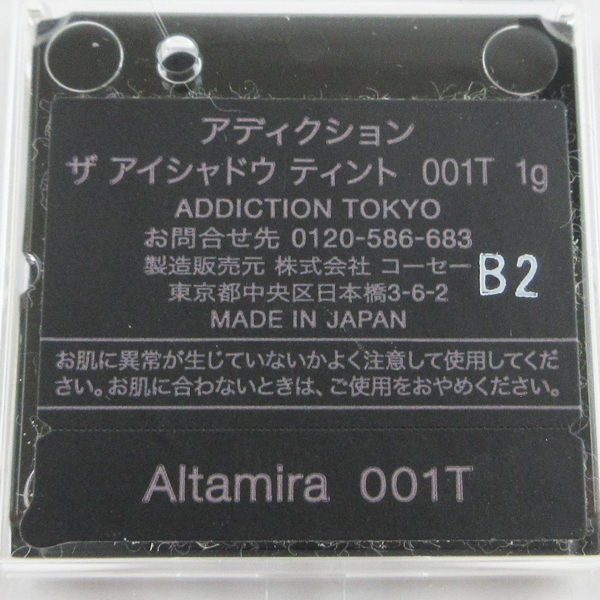 アディクション
ザ アイシャドウ ティント 001T 1g
ADDICTION TOKYO
お問合せ先 0120-586-683
製造販売元 株式会社 コーセー
B2
東京都中央区日本橋3-6-2
MADE IN JAPAN
お肌に異常が生じていないかよく注意して使用してくだ
さい。お肌に合わないときは、ご使用をおやめください。
Altamira 001T